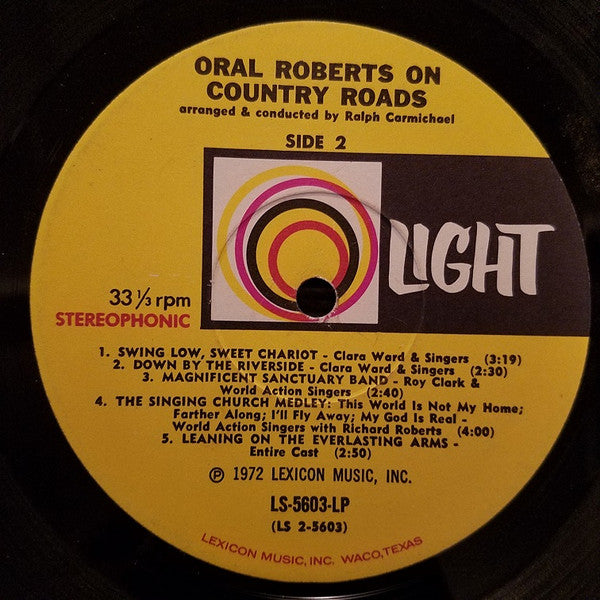 ORAL ROBERTS ON
COUNTRY ROADS
arranged & conducted by Ralph Carmichael
SIDE 2
LIGHT
33 ⅓ rpm
STEREOPHONIC
1. SWING LOW, SWEET CHARIOT - Clara Ward & Singers (3:19)
2. DOWN BY THE RIVERSIDE - Clara Ward & Singers (2:30)
3. MAGNIFICENT SANCTUARY BAND - Roy Clark &
World Action Singers (2:40)
4. THE SINGING CHURCH MEDLEY: This World Is Not My Home;
Farther Along; I'll Fly Away; My God Is Real -
World Action Singers with Richard Roberts (4:00)
5. LEANING ON THE EVERLASTING ARMS -
Entire Cast (2:50)
℗ 1972 LEXICON MUSIC, INC.
LS-5603-LP
(LS 2-5603)
LEXICON MUSIC, INC. WACO, TEXAS